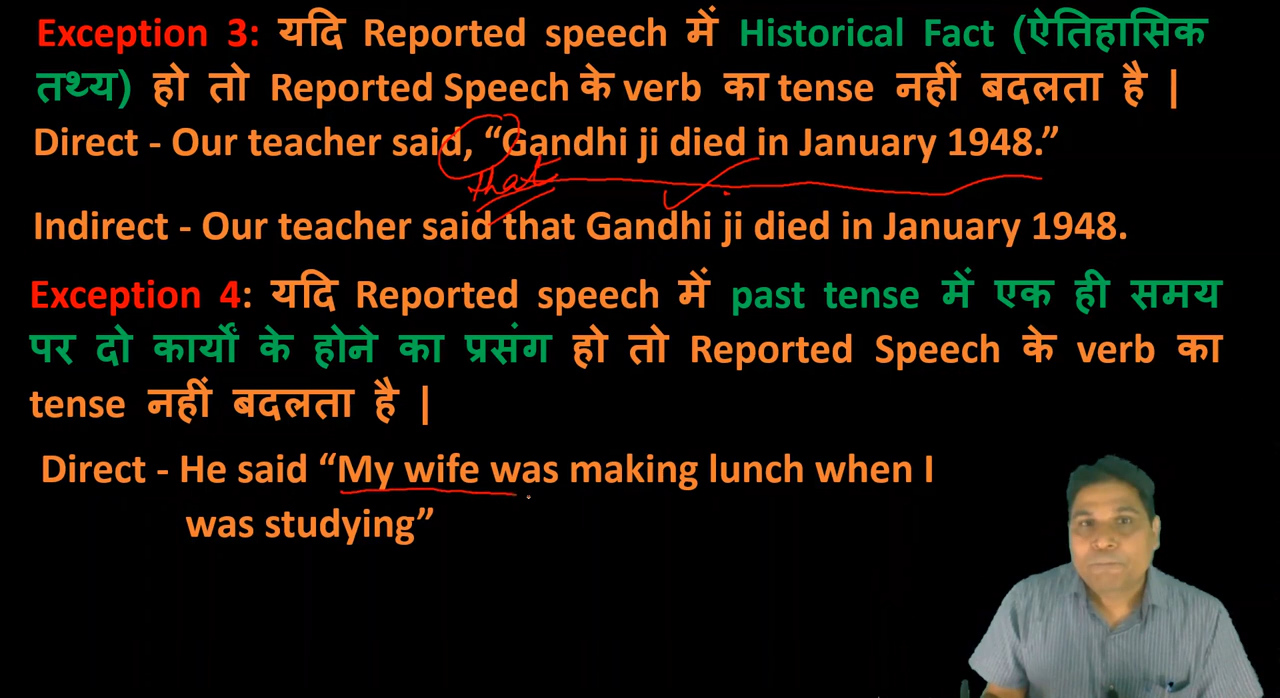 Exception 3: यदि Reported speech में Historical Fact (ऐतिहासिक
तथ्य) हो तो Reported Speech के verb का tense नहीं बदलता है |
Direct - Our teacher said, “Gandhi ji died in January 1948.”
that
Indirect - Our teacher said that Gandhi ji died in January 1948.
Exception 4: यदि Reported speech में past tense में एक ही समय
पर दो कार्यों के होने का प्रसंग हो तो Reported Speech के verb का
tense नहीं बदलता है |
Direct - He said “My wife was making lunch when I
was studying”